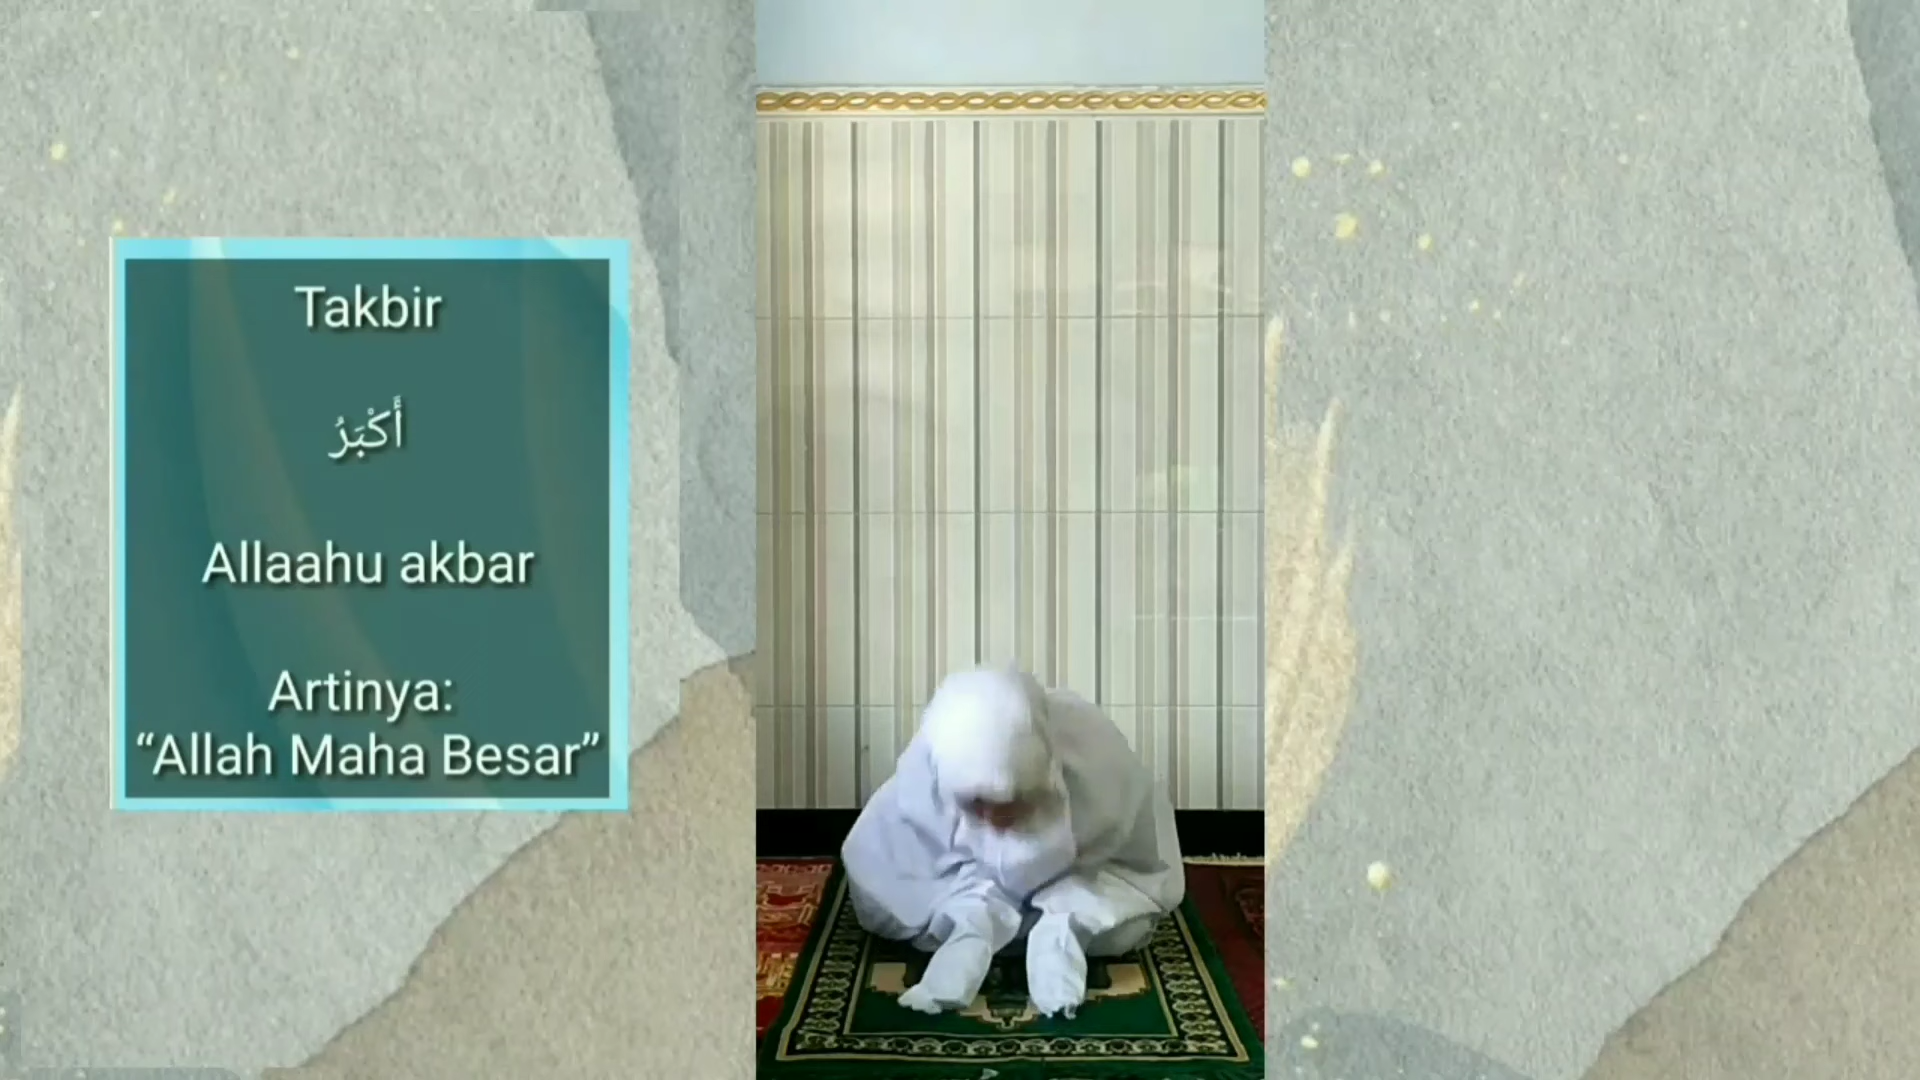 Takbir
أَكْبَرُ
Allaahu akbar
Artinya:
“Allah Maha Besar”